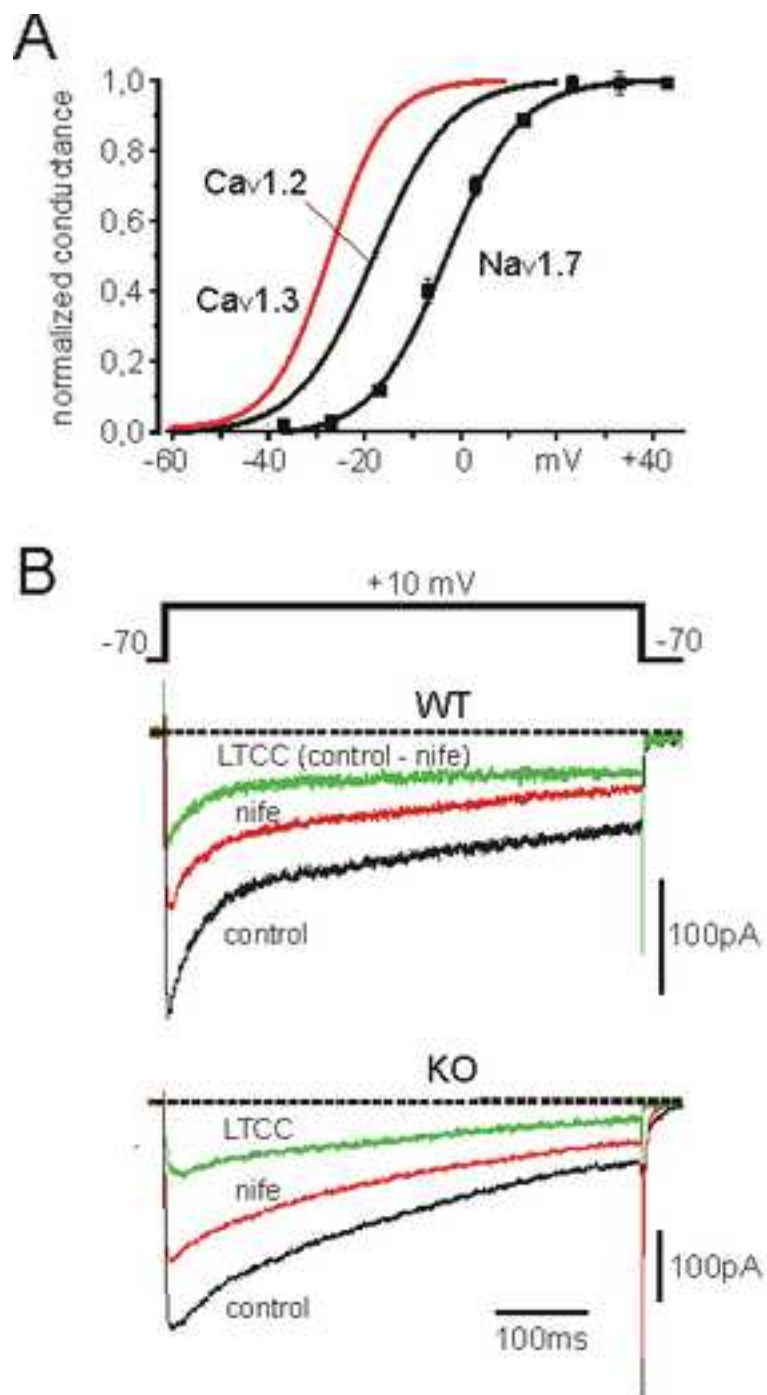 A
normalized conductance
1,0
0,8
0,6
0,4
0,2
0,0
Cav1.2
Cav1.3
Nav1.7
-60 -40 -20 0 mV +40
B
+10 mV
-70 -70
WT
LTCC (control - nife)
nife
control
100pA
KO
LTCC
nife
control
100pA
100ms